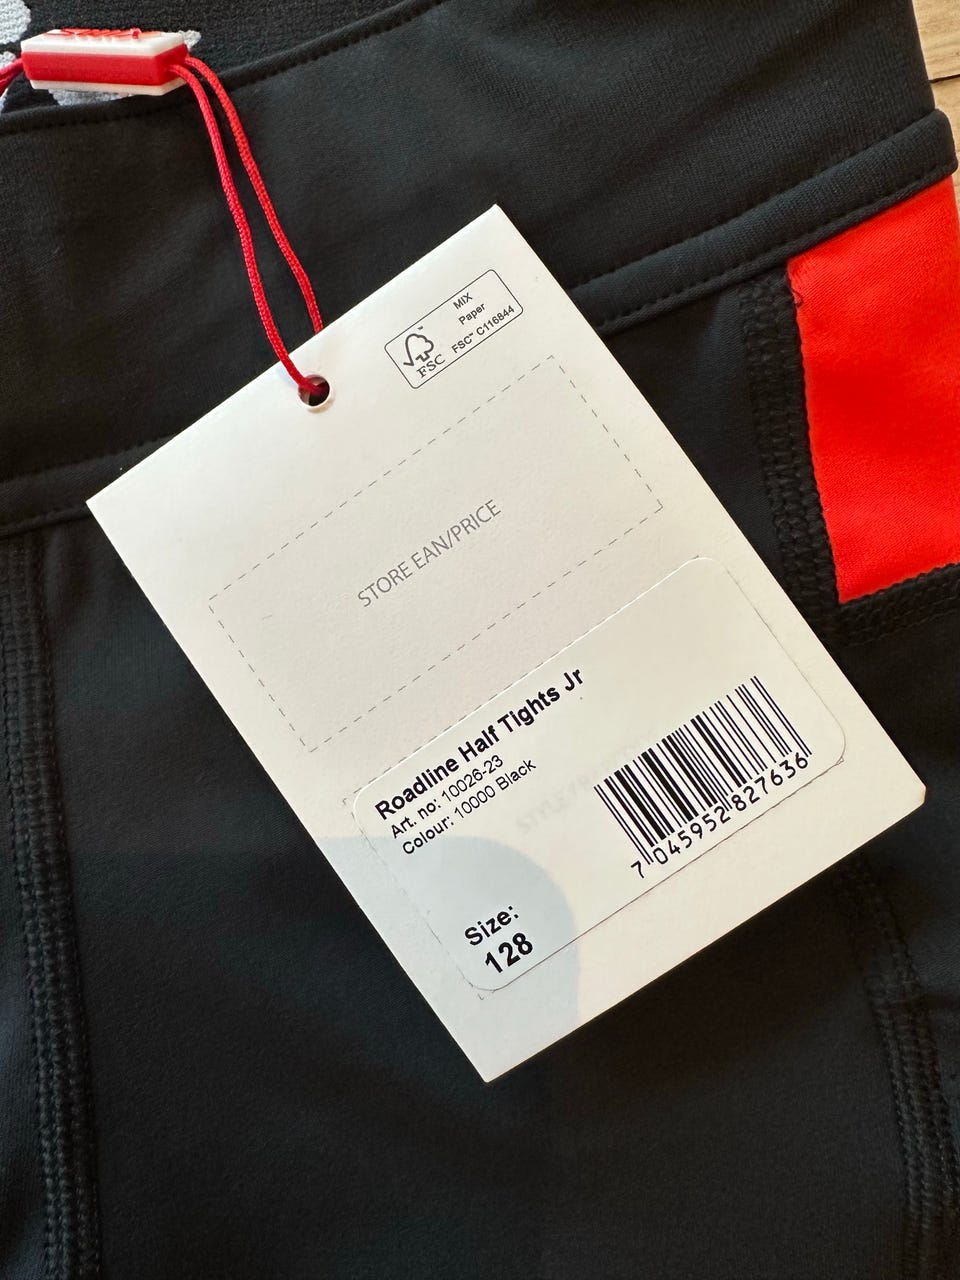 MIX
Paper
FSC™ C116844
FSC
STORE EAN/PRICE
Roadline Half Tights Jr
Art. no: 10026-23
Colour: 10000 Black
7 045952 827636
Size:
128